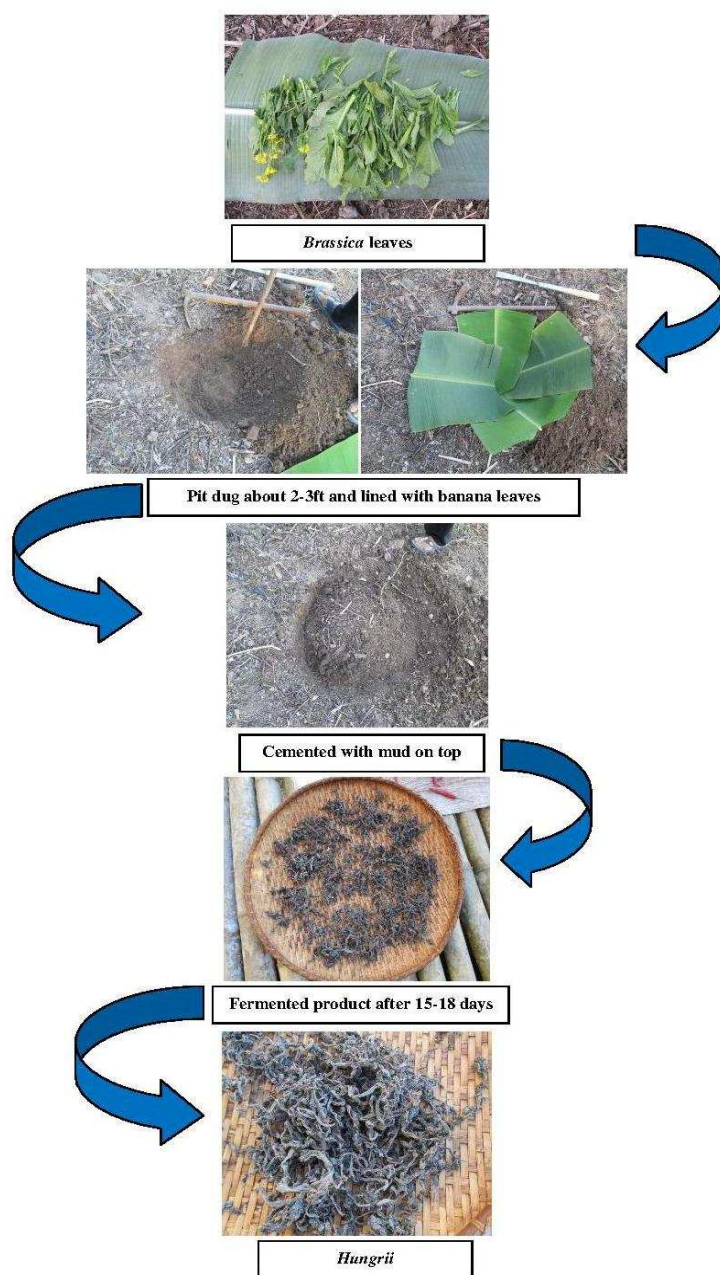 Brassica leaves
Pit dug about 2-3ft and lined with banana leaves
Cemented with mud on top
Fermented product after 15-18 days
Hungrii